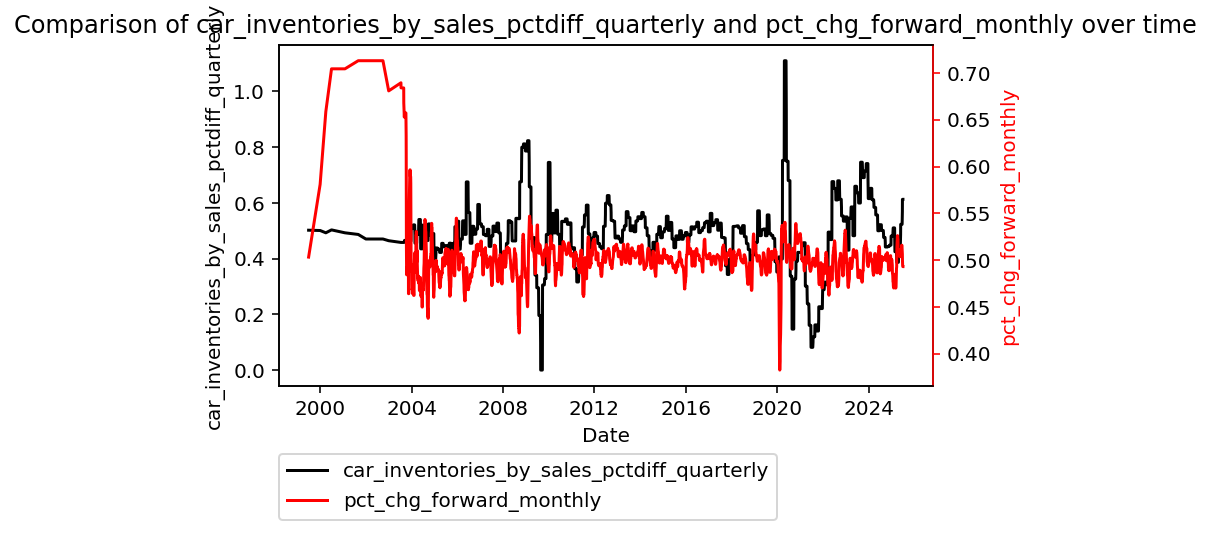 Comparison of car_inventories_by_sales_pctdiff_quarterly and pct_chg_forward_monthly over time
car_inventories_by_sales_pctdiff_quarterly
1.0
0.8
0.6
0.4
0.2
0.0
0.70
0.65
0.60
0.55
0.50
0.45
0.40
pct_chg_forward_monthly
2000 2004 2008 2012 2016 2020 2024
Date
car_inventories_by_sales_pctdiff_quarterly
pct_chg_forward_monthly